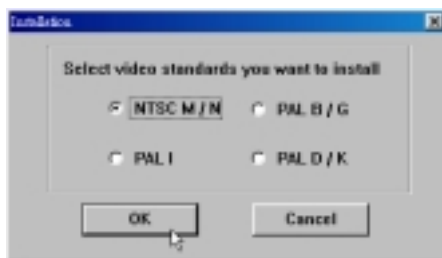 Installation
Select video standards you want to install
NTSC M / N
PAL B / G
PAL I
PAL D / K
OK
Cancel